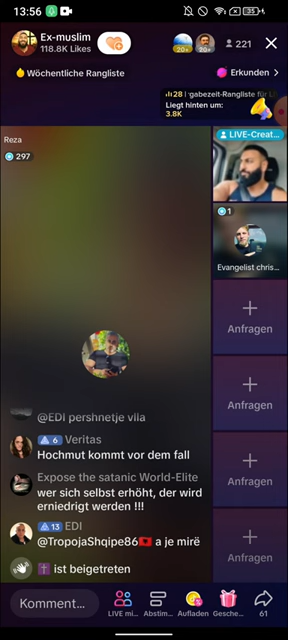 13:56
35
Ex-muslim
118.8K Likes
20+
20+
221
Wöchentliche Rangliste
Erkunden >
28 gabezeit-Rangliste für L
Liegt hinten um:
3.8K
Reza
297
LIVE-Creat...
1
Evangelist chris...
Anfragen
Anfragen
Anfragen
Anfragen
@EDI pershnetje vlla
6 Veritas
Hochmut kommt vor dem fall
Expose the satanic World-Elite
wer sich selbst erhöht, der wird
erniedrigt werden !!!
13 EDI
@TropojaShqipe86🇦🇱 a je mirë
✝️ ist beigetreten
Komment...
LIVE mi...
Abstim...
Aufladen
Gesche...
61